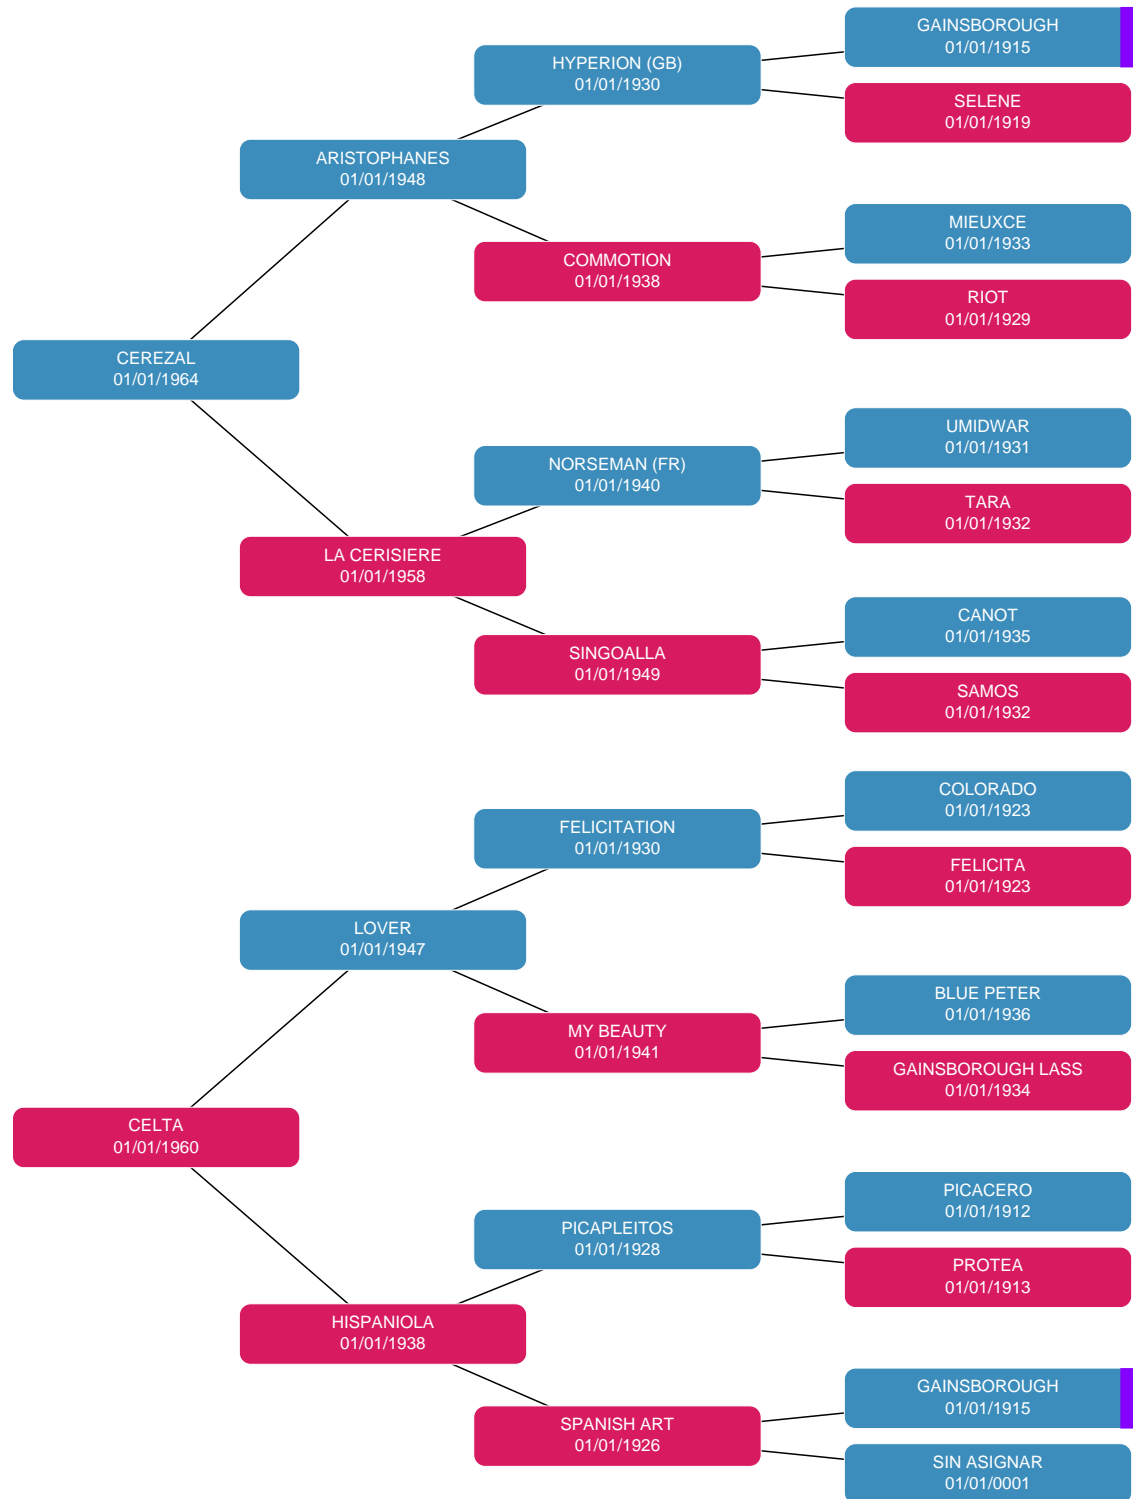 GAINSBOROUGH
01/01/1915
HYPERION (GB)
01/01/1930
SELENE
01/01/1919
ARISTOPHANES
01/01/1948
MIEUXCE
01/01/1933
COMMOTION
01/01/1938
RIOT
01/01/1929
CEREZAL
01/01/1964
UMIDWAR
01/01/1931
NORSEMAN (FR)
01/01/1940
TARA
01/01/1932
LA CERISIERE
01/01/1958
CANOT
01/01/1935
SINGOALLA
01/01/1949
SAMOS
01/01/1932
COLORADO
01/01/1923
FELICITATION
01/01/1930
FELICITA
01/01/1923
LOVER
01/01/1947
BLUE PETER
01/01/1936
MY BEAUTY
01/01/1941
GAINSBOROUGH LASS
01/01/1934
CELTA
01/01/1960
PICACERO
01/01/1912
PICAPLEITOS
01/01/1928
PROTEA
01/01/1913
HISPANIOLA
01/01/1938
GAINSBOROUGH
01/01/1915
SPANISH ART
01/01/1926
SIN ASIGNAR
01/01/0001